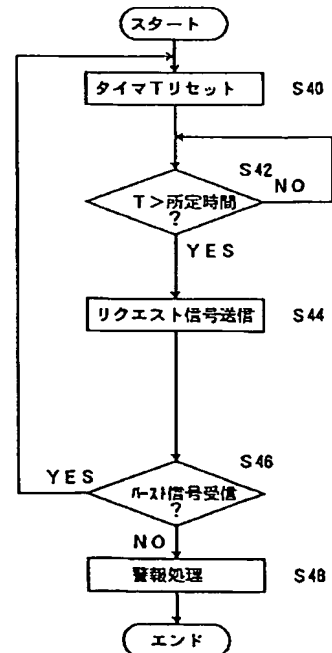 スタート
タイマTリセット
S40
S42
NO
T>所定時間
?
YES
リクエスト信号送信
S44
S46
YES
バースト信号受信
?
NO
警報処理
S48
エンド